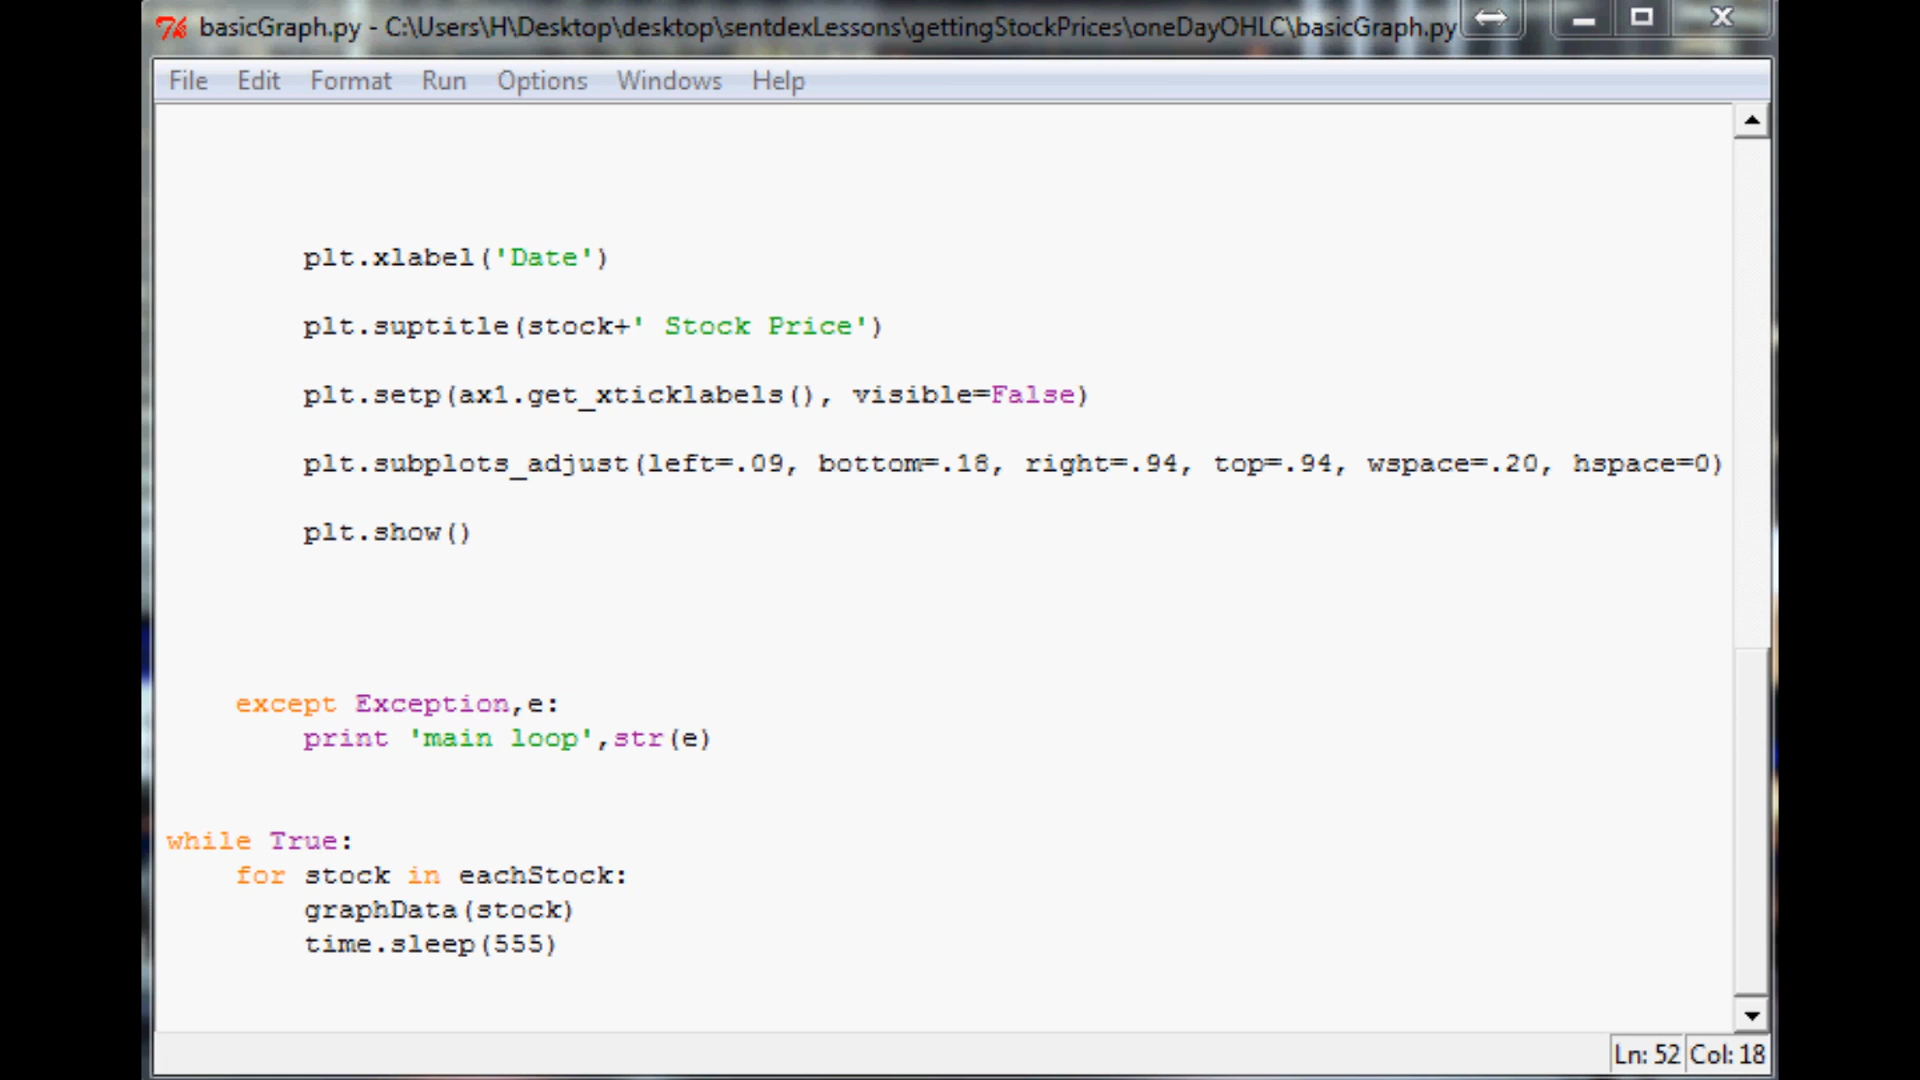 basicGraph.py - C:\Users\H\Desktop\desktop\sentdexLessons\gettingStockPrices\oneDayOHLC\basicGraph.py
File Edit Format Run Options Windows Help
plt.xlabel('Date')
plt.suptitle(stock+' Stock Price')
plt.setp(ax1.get_xticklabels(), visible=False)
plt.subplots_adjust(left=.09, bottom=.18, right=.94, top=.94, wspace=.20, hspace=0)
plt.show()
except Exception,e:
print 'main loop',str(e)
while True:
for stock in eachStock:
graphData(stock)
time.sleep(555)
Ln: 52 Col: 18